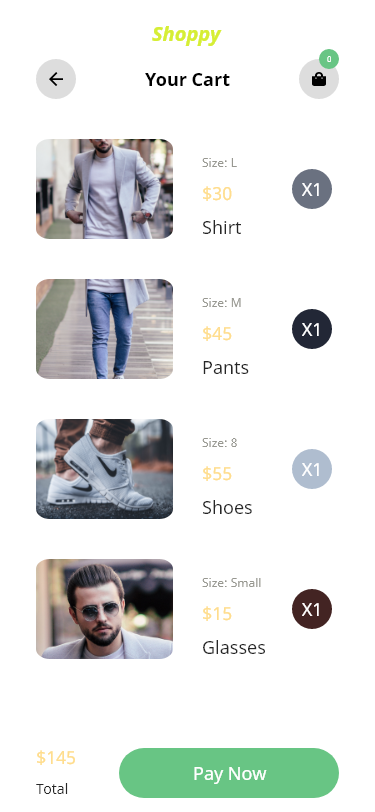 Shoppy
Your Cart
0
Size: L
$30
X1
Shirt
Size: M
$45
X1
Pants
Size: 8
$55
X1
Shoes
Size: Small
$15
X1
Glasses
$145
Total
Pay Now